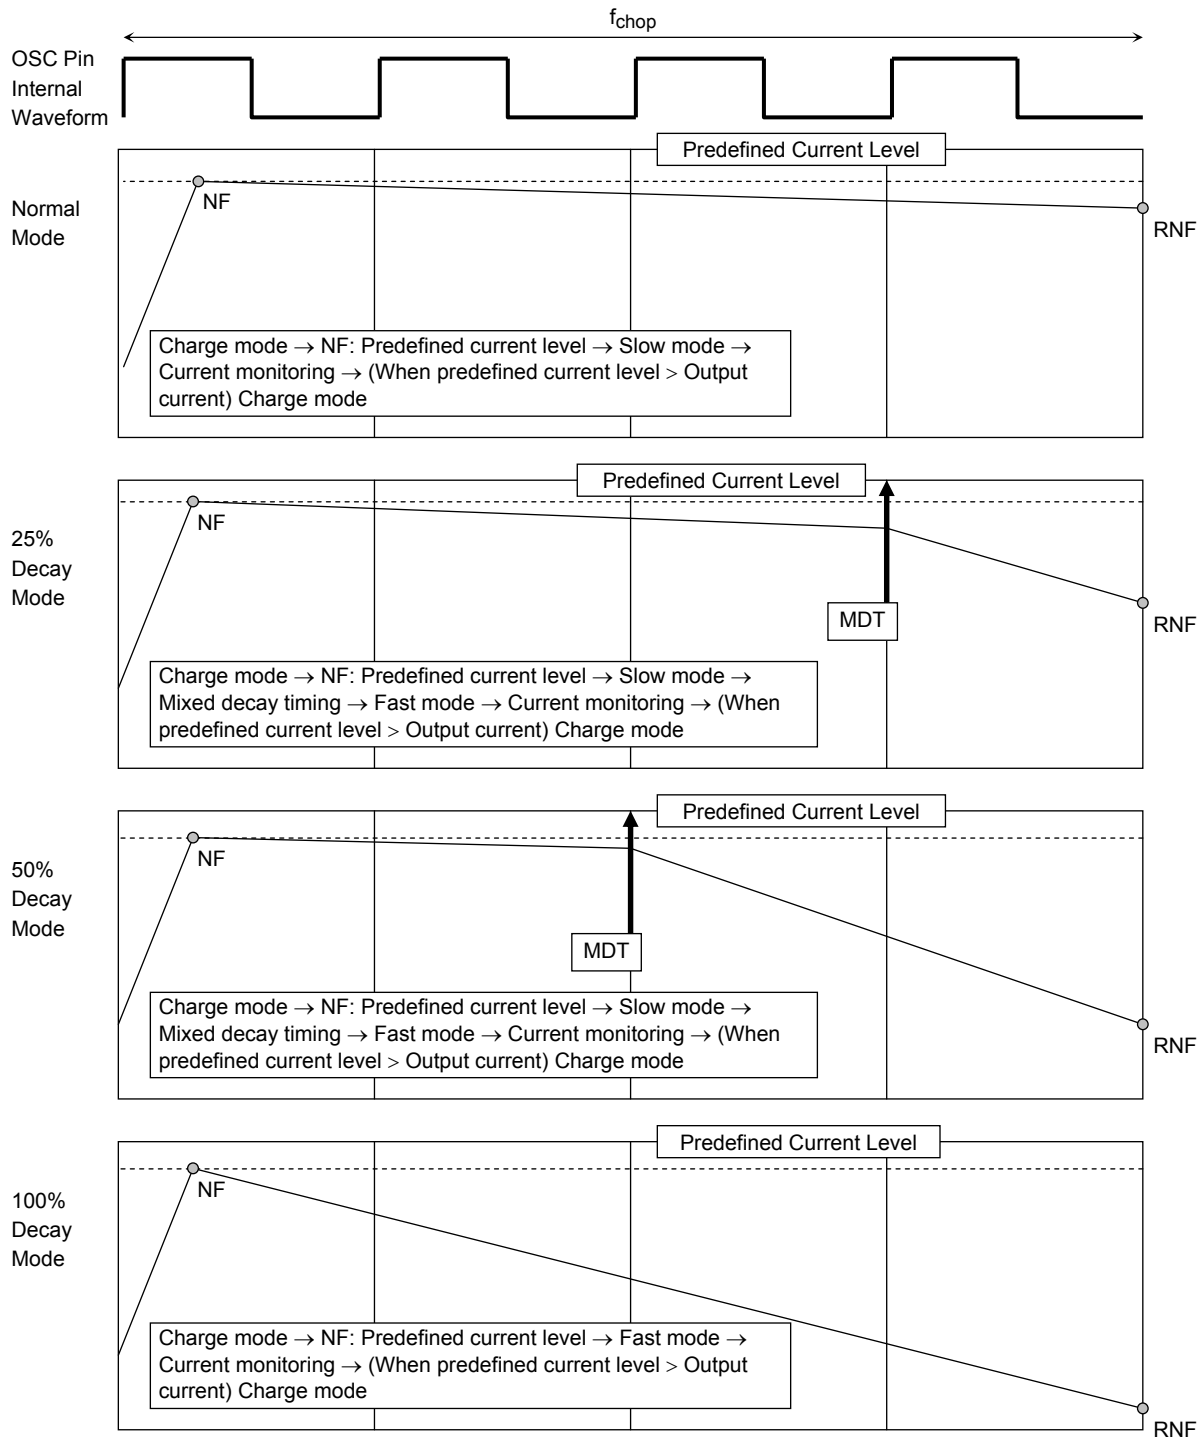 fchop
OSC Pin
Internal
Waveform
Predefined Current Level
NF
Normal
Mode
RNF
Charge mode → NF: Predefined current level → Slow mode →
Current monitoring → (When predefined current level > Output
current) Charge mode
Predefined Current Level
NF
25%
Decay
Mode
MDT
RNF
Charge mode → NF: Predefined current level → Slow mode →
Mixed decay timing → Fast mode → Current monitoring → (When
predefined current level > Output current) Charge mode
Predefined Current Level
NF
50%
Decay
Mode
MDT
RNF
Charge mode → NF: Predefined current level → Slow mode →
Mixed decay timing → Fast mode → Current monitoring → (When
predefined current level > Output current) Charge mode
Predefined Current Level
NF
100%
Decay
Mode
Charge mode → NF: Predefined current level → Fast mode →
Current monitoring → (When predefined current level > Output
current) Charge mode
RNF